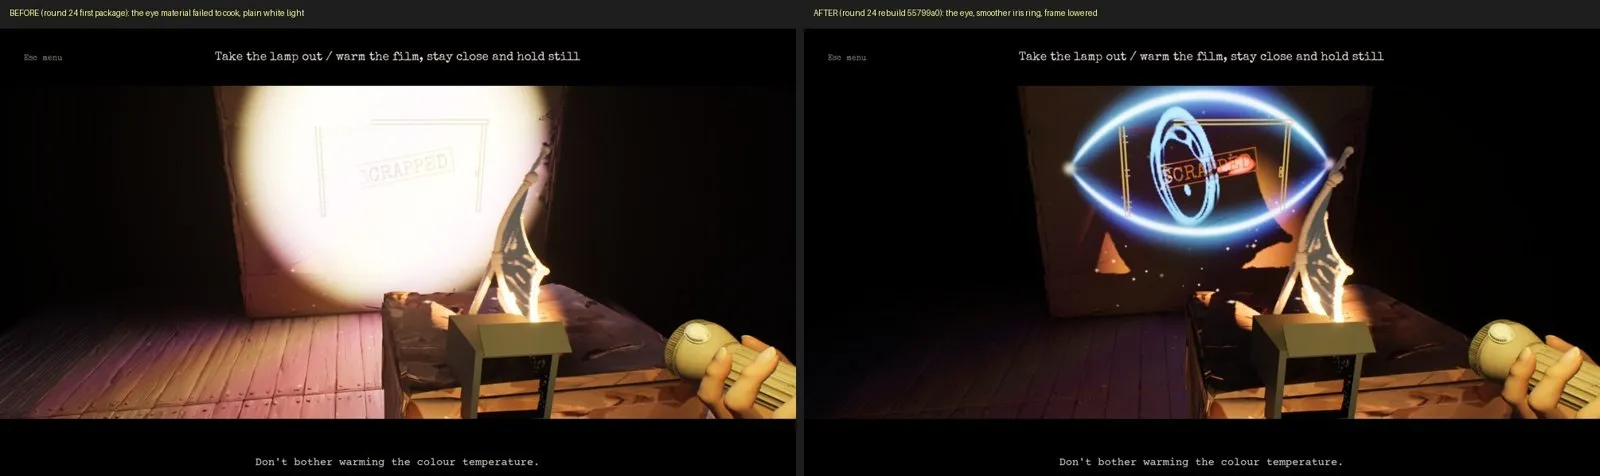 BEFORE (round 24 first package): the eye material failed to cook, plain white light
Esc menu
Take the lamp out / warm the film, stay close and hold still
SCRAPPED
Don't bother warming the colour temperature.
AFTER (round 24 rebuild 55799a0): the eye, smoother iris ring, frame lowered
Esc menu
Take the lamp out / warm the film, stay close and hold still
SCRAPPED
Don't bother warming the colour temperature.